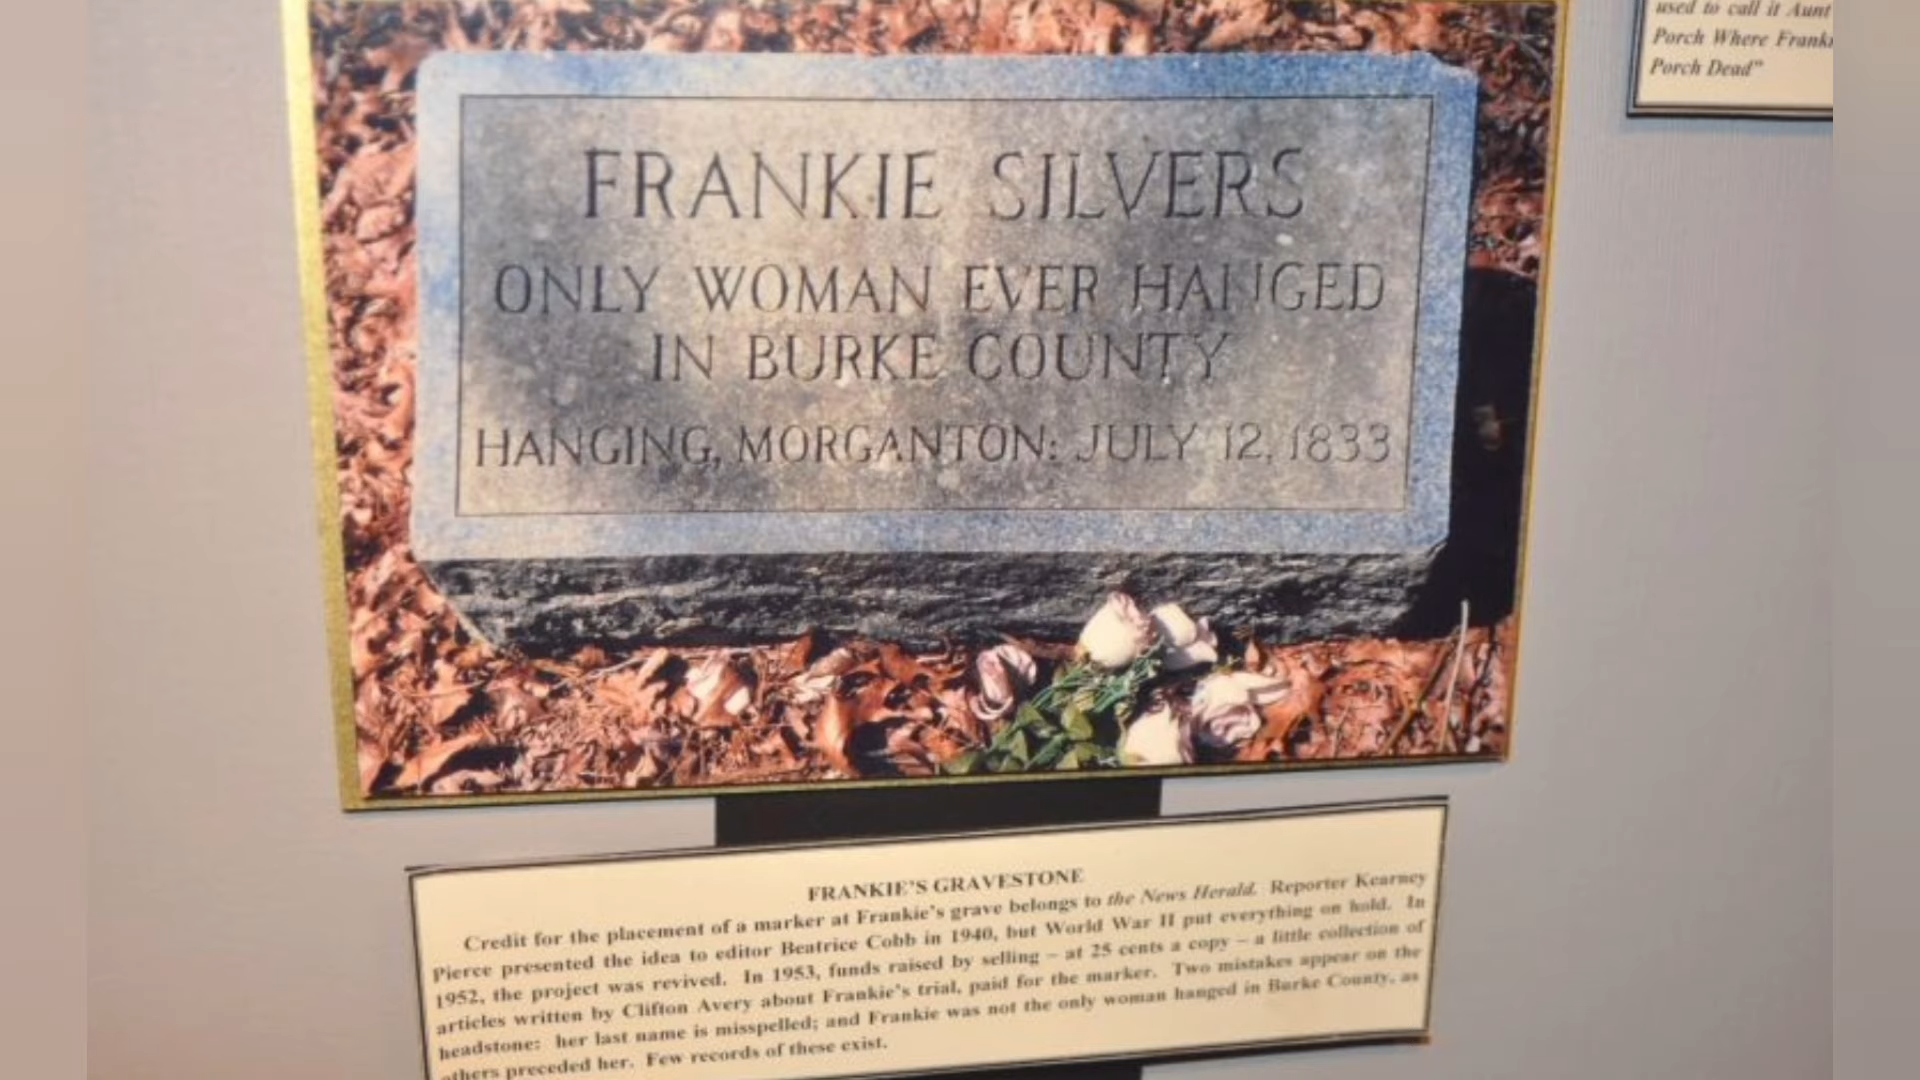 used to call it Aunt
Porch Where Franki
Porch Dead"
FRANKIE SILVERS
ONLY WOMAN EVER HANGED
IN BURKE COUNTY
HANGING, MORGANTON: JULY 12, 1833
FRANKIE'S GRAVESTONE
Credit for the placement of a marker at Frankie's grave belongs to the News Herald. Reporter Kearney
Pierce presented the idea to editor Beatrice Cobb in 1940, but World War II put everything on hold. In
1952, the project was revived. In 1953, funds raised by selling – at 25 cents a copy – a little collection of
articles written by Clifton Avery about Frankie's trial, paid for the marker. Two mistakes appear on the
headstone: her last name is misspelled; and Frankie was not the only woman hanged in Burke County, as
others preceded her. Few records of these exist.